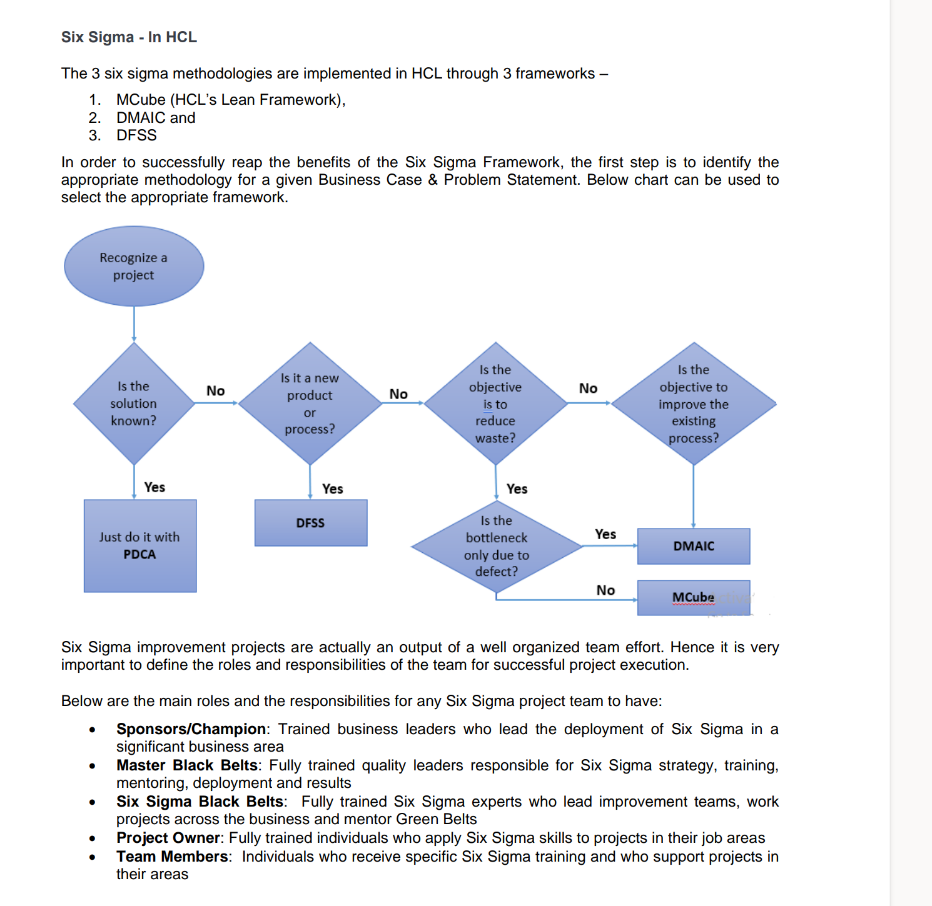 Six Sigma - In HCL
The 3 six sigma methodologies are implemented in HCL through 3 frameworks –
1. MCube (HCL's Lean Framework),
2. DMAIC and
3. DFSS
In order to successfully reap the benefits of the Six Sigma Framework, the first step is to identify the
appropriate methodology for a given Business Case & Problem Statement. Below chart can be used to
select the appropriate framework.
Recognize a
project
Is the
solution
known?
No
Is it a new
product
or
process?
No
Is the
objective
is to
reduce
waste?
No
Is the
objective to
improve the
existing
process?
Yes
Just do it with
PDCA
Yes
DFSS
Yes
Is the
bottleneck
only due to
defect?
Yes
DMAIC
No
MCube
Six Sigma improvement projects are actually an output of a well organized team effort. Hence it is very
important to define the roles and responsibilities of the team for successful project execution.
Below are the main roles and the responsibilities for any Six Sigma project team to have:
• Sponsors/Champion: Trained business leaders who lead the deployment of Six Sigma in a
significant business area
• Master Black Belts: Fully trained quality leaders responsible for Six Sigma strategy, training,
mentoring, deployment and results
• Six Sigma Black Belts: Fully trained Six Sigma experts who lead improvement teams, work
projects across the business and mentor Green Belts
• Project Owner: Fully trained individuals who apply Six Sigma skills to projects in their job areas
• Team Members: Individuals who receive specific Six Sigma training and who support projects in
their areas